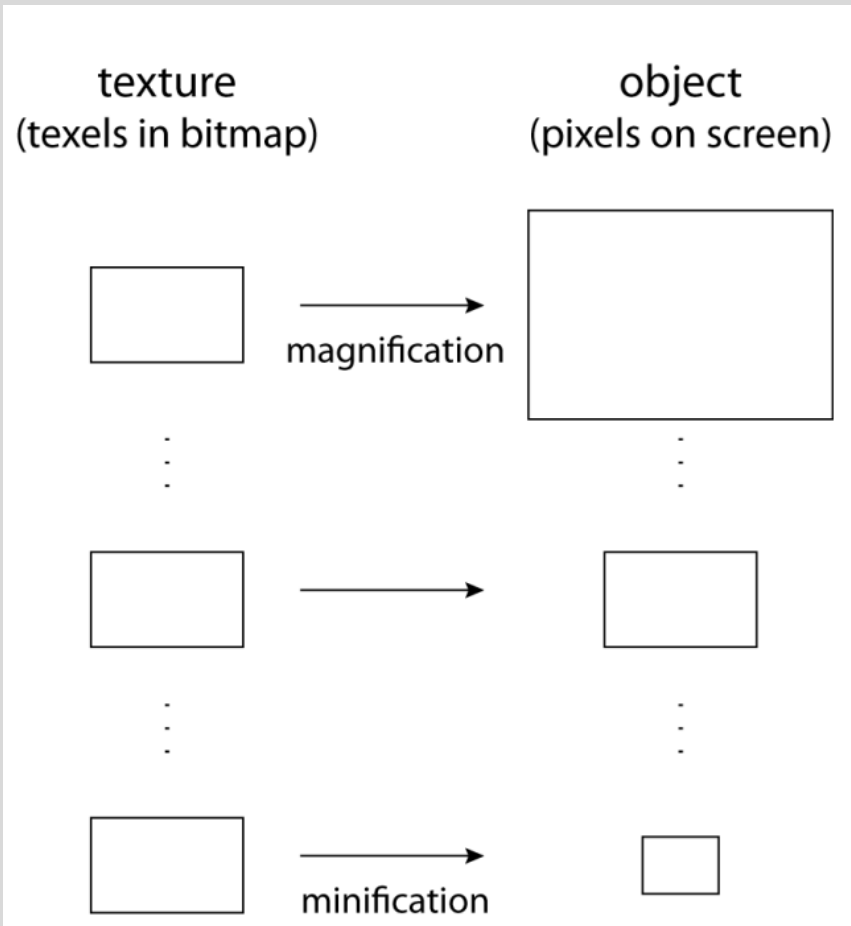 texture
(texels in bitmap)
object
(pixels on screen)
magnification
minification